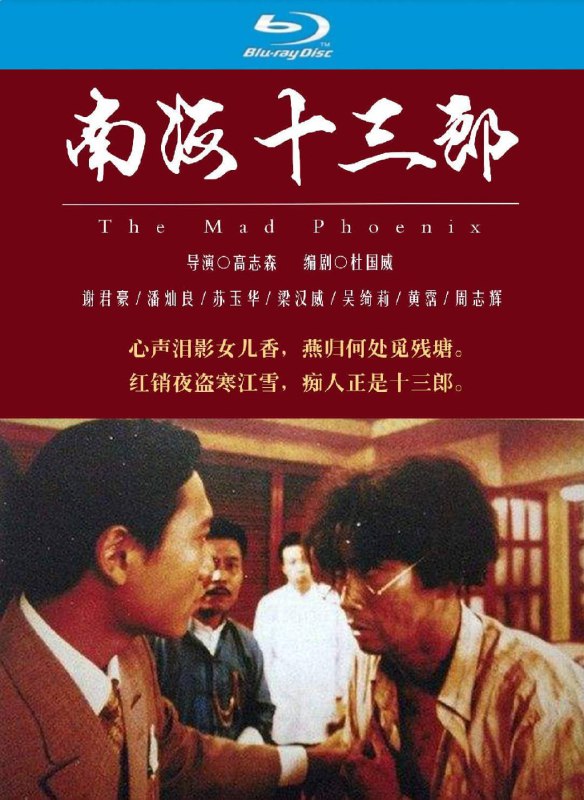 Blu-ray Disc™
南海十三郎
The Mad Phoenix
导演○高志森 编剧○杜国威
谢君豪/潘灿良/苏玉华/梁汉威/吴绮莉/黄霑/周志辉
心声泪影女儿香，燕归何处觅残塘。
红销夜盗寒江雪，痴人正是十三郎。